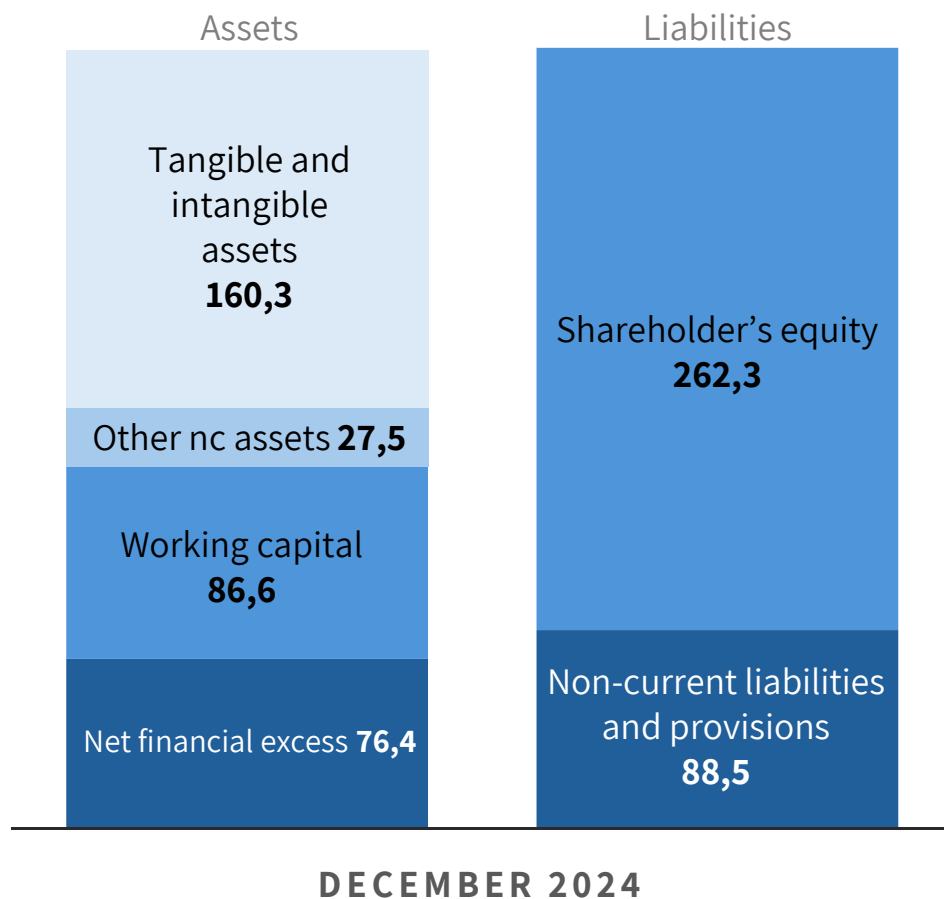 Assets
Tangible and
intangible
assets
160,3
Other nc assets 27,5
Working capital
86,6
Net financial excess 76,4
Liabilities
Shareholder’s equity
262,3
Non-current liabilities
and provisions
88,5
DECEMBER 2024